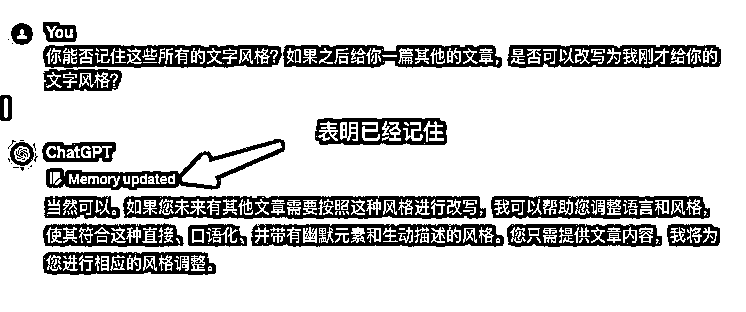 You
你能否记住这些所有的文字风格？如果之后给你一篇其他的文章，是否可以改写为我刚才给你的
文字风格？
表明已经记住
ChatGPT
Memory updated
当然可以。如果您未来有其他文章需要按照这种风格进行改写，我可以帮助您调整语言和风格，
使其符合这种直接、口语化、并带有幽默元素和生动描述的风格。您只需提供文章内容，我将为
您进行相应的风格调整。